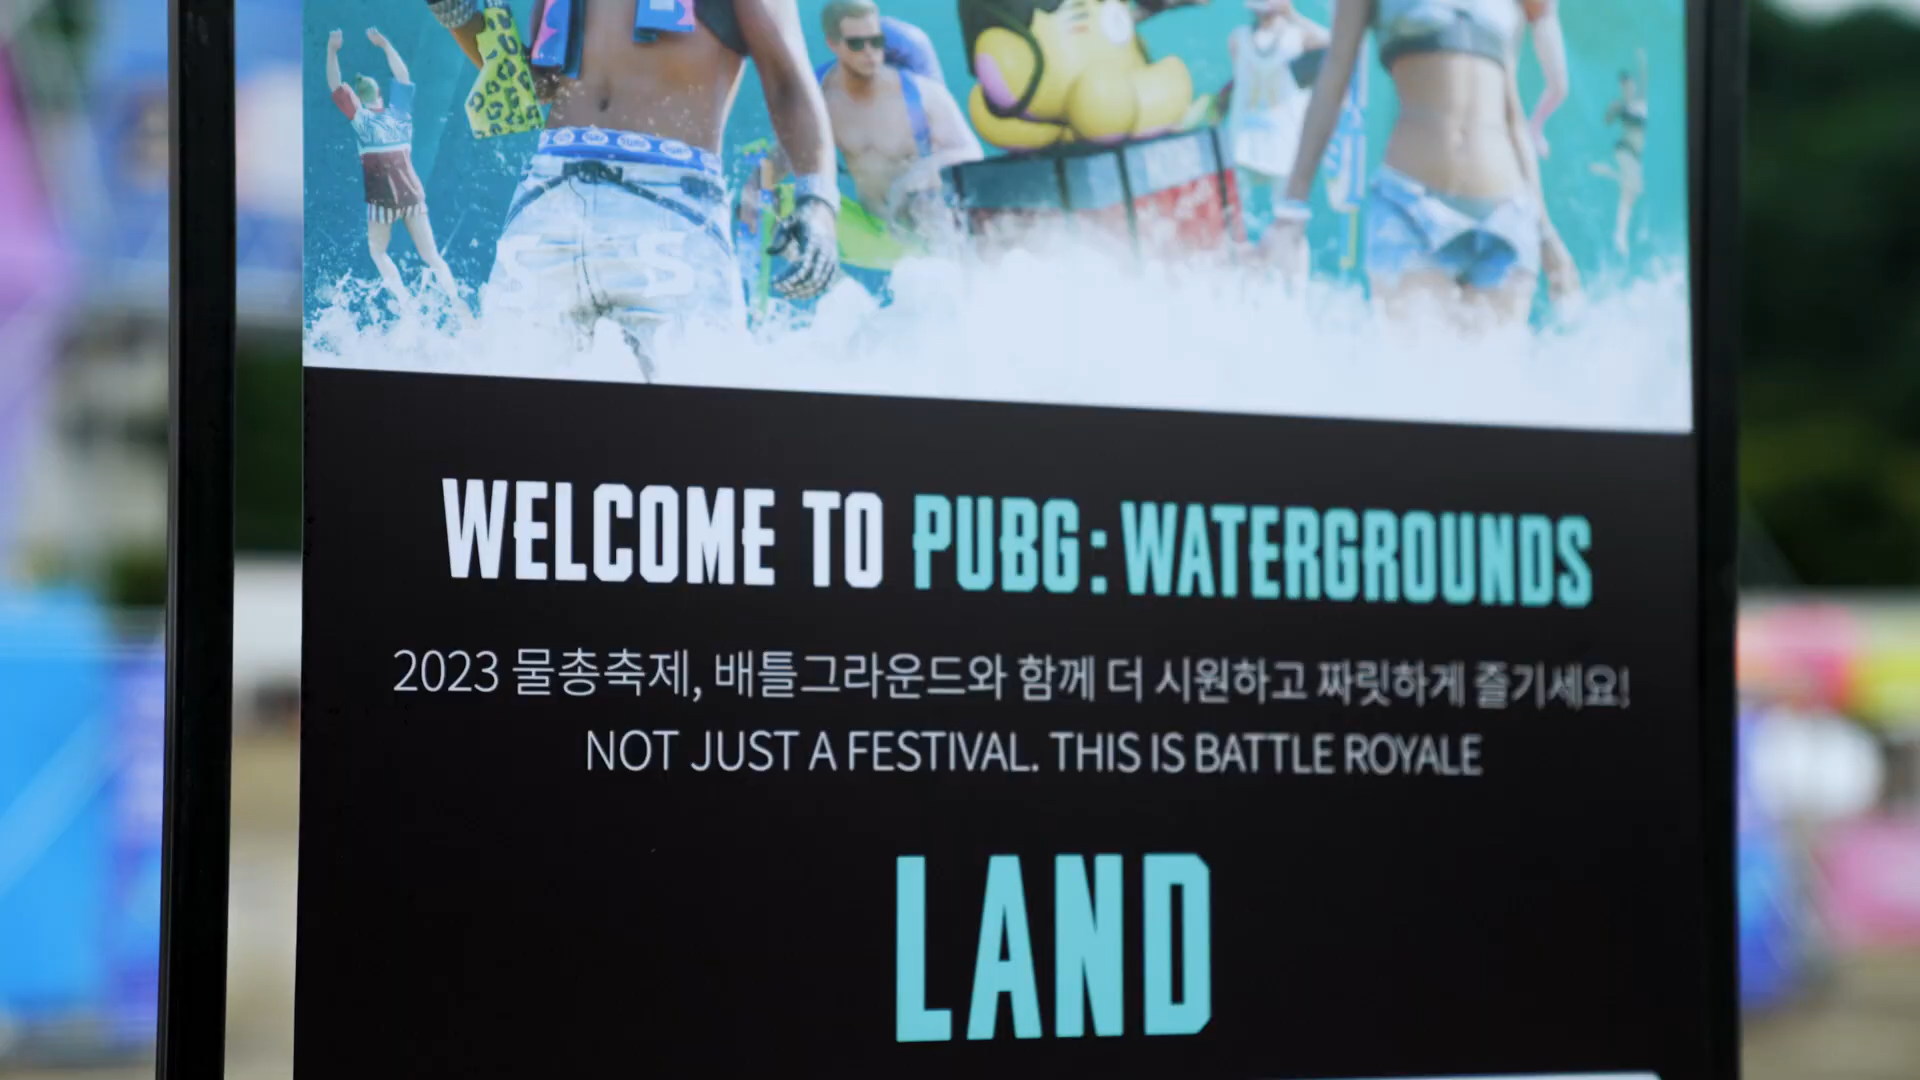 WELCOME TO PUBG: WATERGROUNDS
2023 물총축제, 배틀그라운드와 함께 더 시원하고 짜릿하게 즐기세요!
NOT JUST A FESTIVAL. THIS IS BATTLE ROYALE
LAND